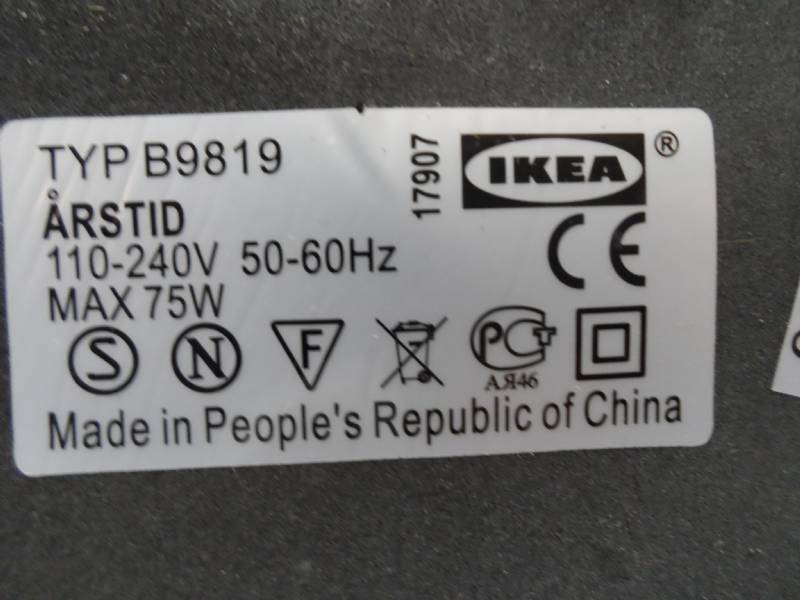 TYP B9819
17907
IKEA ®
ÅRSTID
110-240V 50-60Hz
CE
MAX 75W
S N F PCT
АЯ46
Made in People's Republic of China